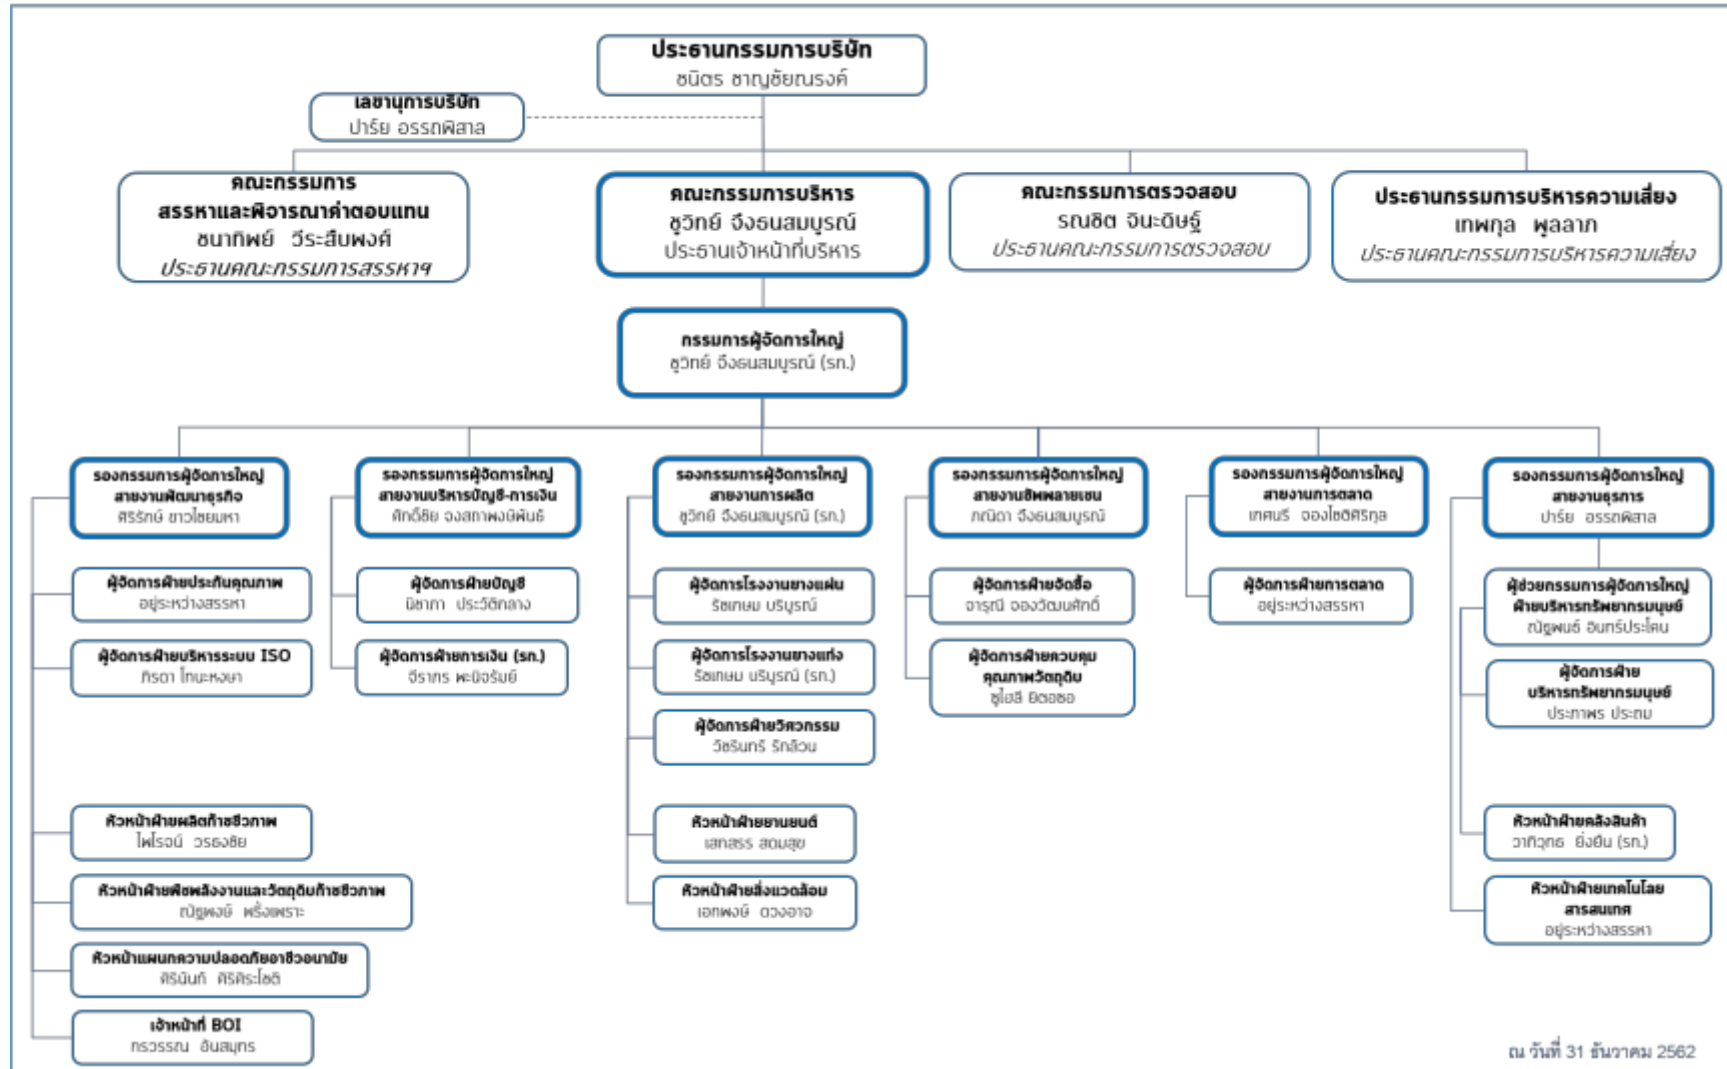 ประธานกรรมการบริษัท
ชนิตร ชาญชัยณรงค์
เลขานุการบริษัท
ปาร์ย อรรถพิสาล
คณะกรรมการ
สรรหาและพิจารณาค่าตอบแทน
ชนาทิพย์ วีระสืบพงศ์
ประธานคณะกรรมการสรรหาฯ
คณะกรรมการบริหาร
ชูวิทย์ จึงธนสมบูรณ์
ประธานเจ้าหน้าที่บริหาร
คณะกรรมการตรวจสอบ
รณชิต จินะดิษฐ์
ประธานคณะกรรมการตรวจสอบ
ประธานกรรมการบริหารความเสี่ยง
เทพกุล พูลลาภ
ประธานคณะกรรมการบริหารความเสี่ยง
กรรมการผู้จัดการใหญ่
ชูวิทย์ จึงธนสมบูรณ์ (รก.)
รองกรรมการผู้จัดการใหญ่
สายงานพัฒนาธุรกิจ
ศิริรักษ์ ขาวไชยมหา
ผู้จัดการฝ่ายประกันคุณภาพ
อยู่ระหว่างสรรหา
ผู้จัดการฝ่ายบริหารระบบ ISO
ภิรดา โทนะหงษา
หัวหน้าฝ่ายผลิตก๊าซชีวภาพ
ไพโรจน์ วรธงชัย
หัวหน้าฝ่ายพืชพลังงานและวัตถุดิบก๊าซชีวภาพ
ณัฐพงษ์ พริ้งเพราะ
หัวหน้าแผนกความปลอดภัยอาชีวอนามัย
ศิรินันท์ ศิริศิระโชติ
เจ้าหน้าที่ BOI
กรวรรณ อันสมุทร
รองกรรมการผู้จัดการใหญ่
สายงานบริหารบัญชี-การเงิน
ศักดิ์ชัย จงสถาพงษ์พันธ์
ผู้จัดการฝ่ายบัญชี
นิชาภา ประวัติกลาง
ผู้จัดการฝ่ายการเงิน (รก.)
จีราภร พะนิจรัมย์
รองกรรมการผู้จัดการใหญ่
สายงานการผลิต
ชูวิทย์ จึงธนสมบูรณ์ (รก.)
ผู้จัดการโรงงานยางแผ่น
รัชเกษม บริบูรณ์
ผู้จัดการโรงงานยางแท่ง
รัชเกษม บริบูรณ์ (รก.)
ผู้จัดการฝ่ายวิศวกรรม
วัชรินทร์ รักล้วน
หัวหน้าฝ่ายยานยนต์
เสกสรร สดมสุข
หัวหน้าฝ่ายสิ่งแวดล้อม
เอกพงษ์ ดวงอาจ
รองกรรมการผู้จัดการใหญ่
สายงานซัพพลายเชน
ภณิดา จึงธนสมบูรณ์
ผู้จัดการฝ่ายจัดซื้อ
จารุณี จองวัฒนศักดิ์
ผู้จัดการฝ่ายควบคุม
คุณภาพวัตถุดิบ
ซูไฮลี ยิตอซอ
รองกรรมการผู้จัดการใหญ่
สายงานการตลาด
เกศนรี จองโชติศิริกุล
ผู้จัดการฝ่ายการตลาด
อยู่ระหว่างสรรหา
รองกรรมการผู้จัดการใหญ่
สายงานธุรการ
ปาร์ย อรรถพิสาล
ผู้ช่วยกรรมการผู้จัดการใหญ่
ฝ่ายบริหารทรัพยากรมนุษย์
ณัฐพนธ์ อินทร์ประโคน
ผู้จัดการฝ่าย
บริหารทรัพยากรมนุษย์
ประภาพร ประถม
หัวหน้าฝ่ายคลังสินค้า
วาทิวุทธ ยิ่งยืน (รก.)
หัวหน้าฝ่ายเทคโนโลย
สารสนเทศ
อยู่ระหว่างสรรหา
ณ วันที่ 31 ธันวาคม 2562